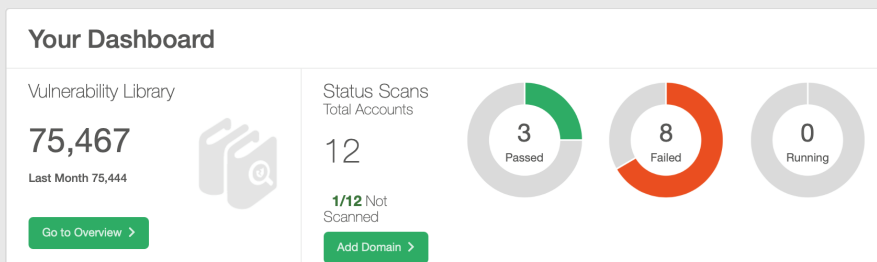 Your Dashboard
Vulnerability Library
75,467
Last Month 75,444
Go to Overview
Status Scans
Total Accounts
12
1/12 Not
Scanned
Add Domain
3
Passed
8
Failed
0
Running